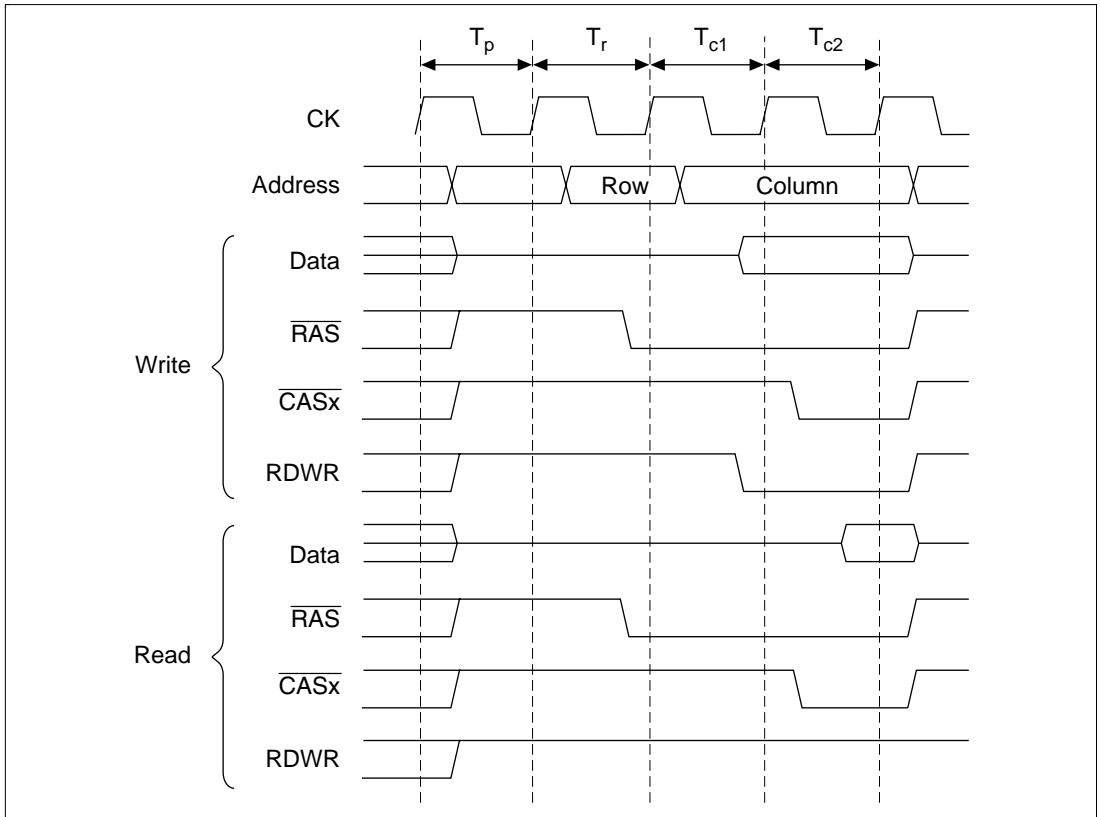 Tp Tr Tc1 Tc2
CK
Address Row Column
Data
RAS
Write
CASx
RDWR
Data
RAS
Read
CASx
RDWR